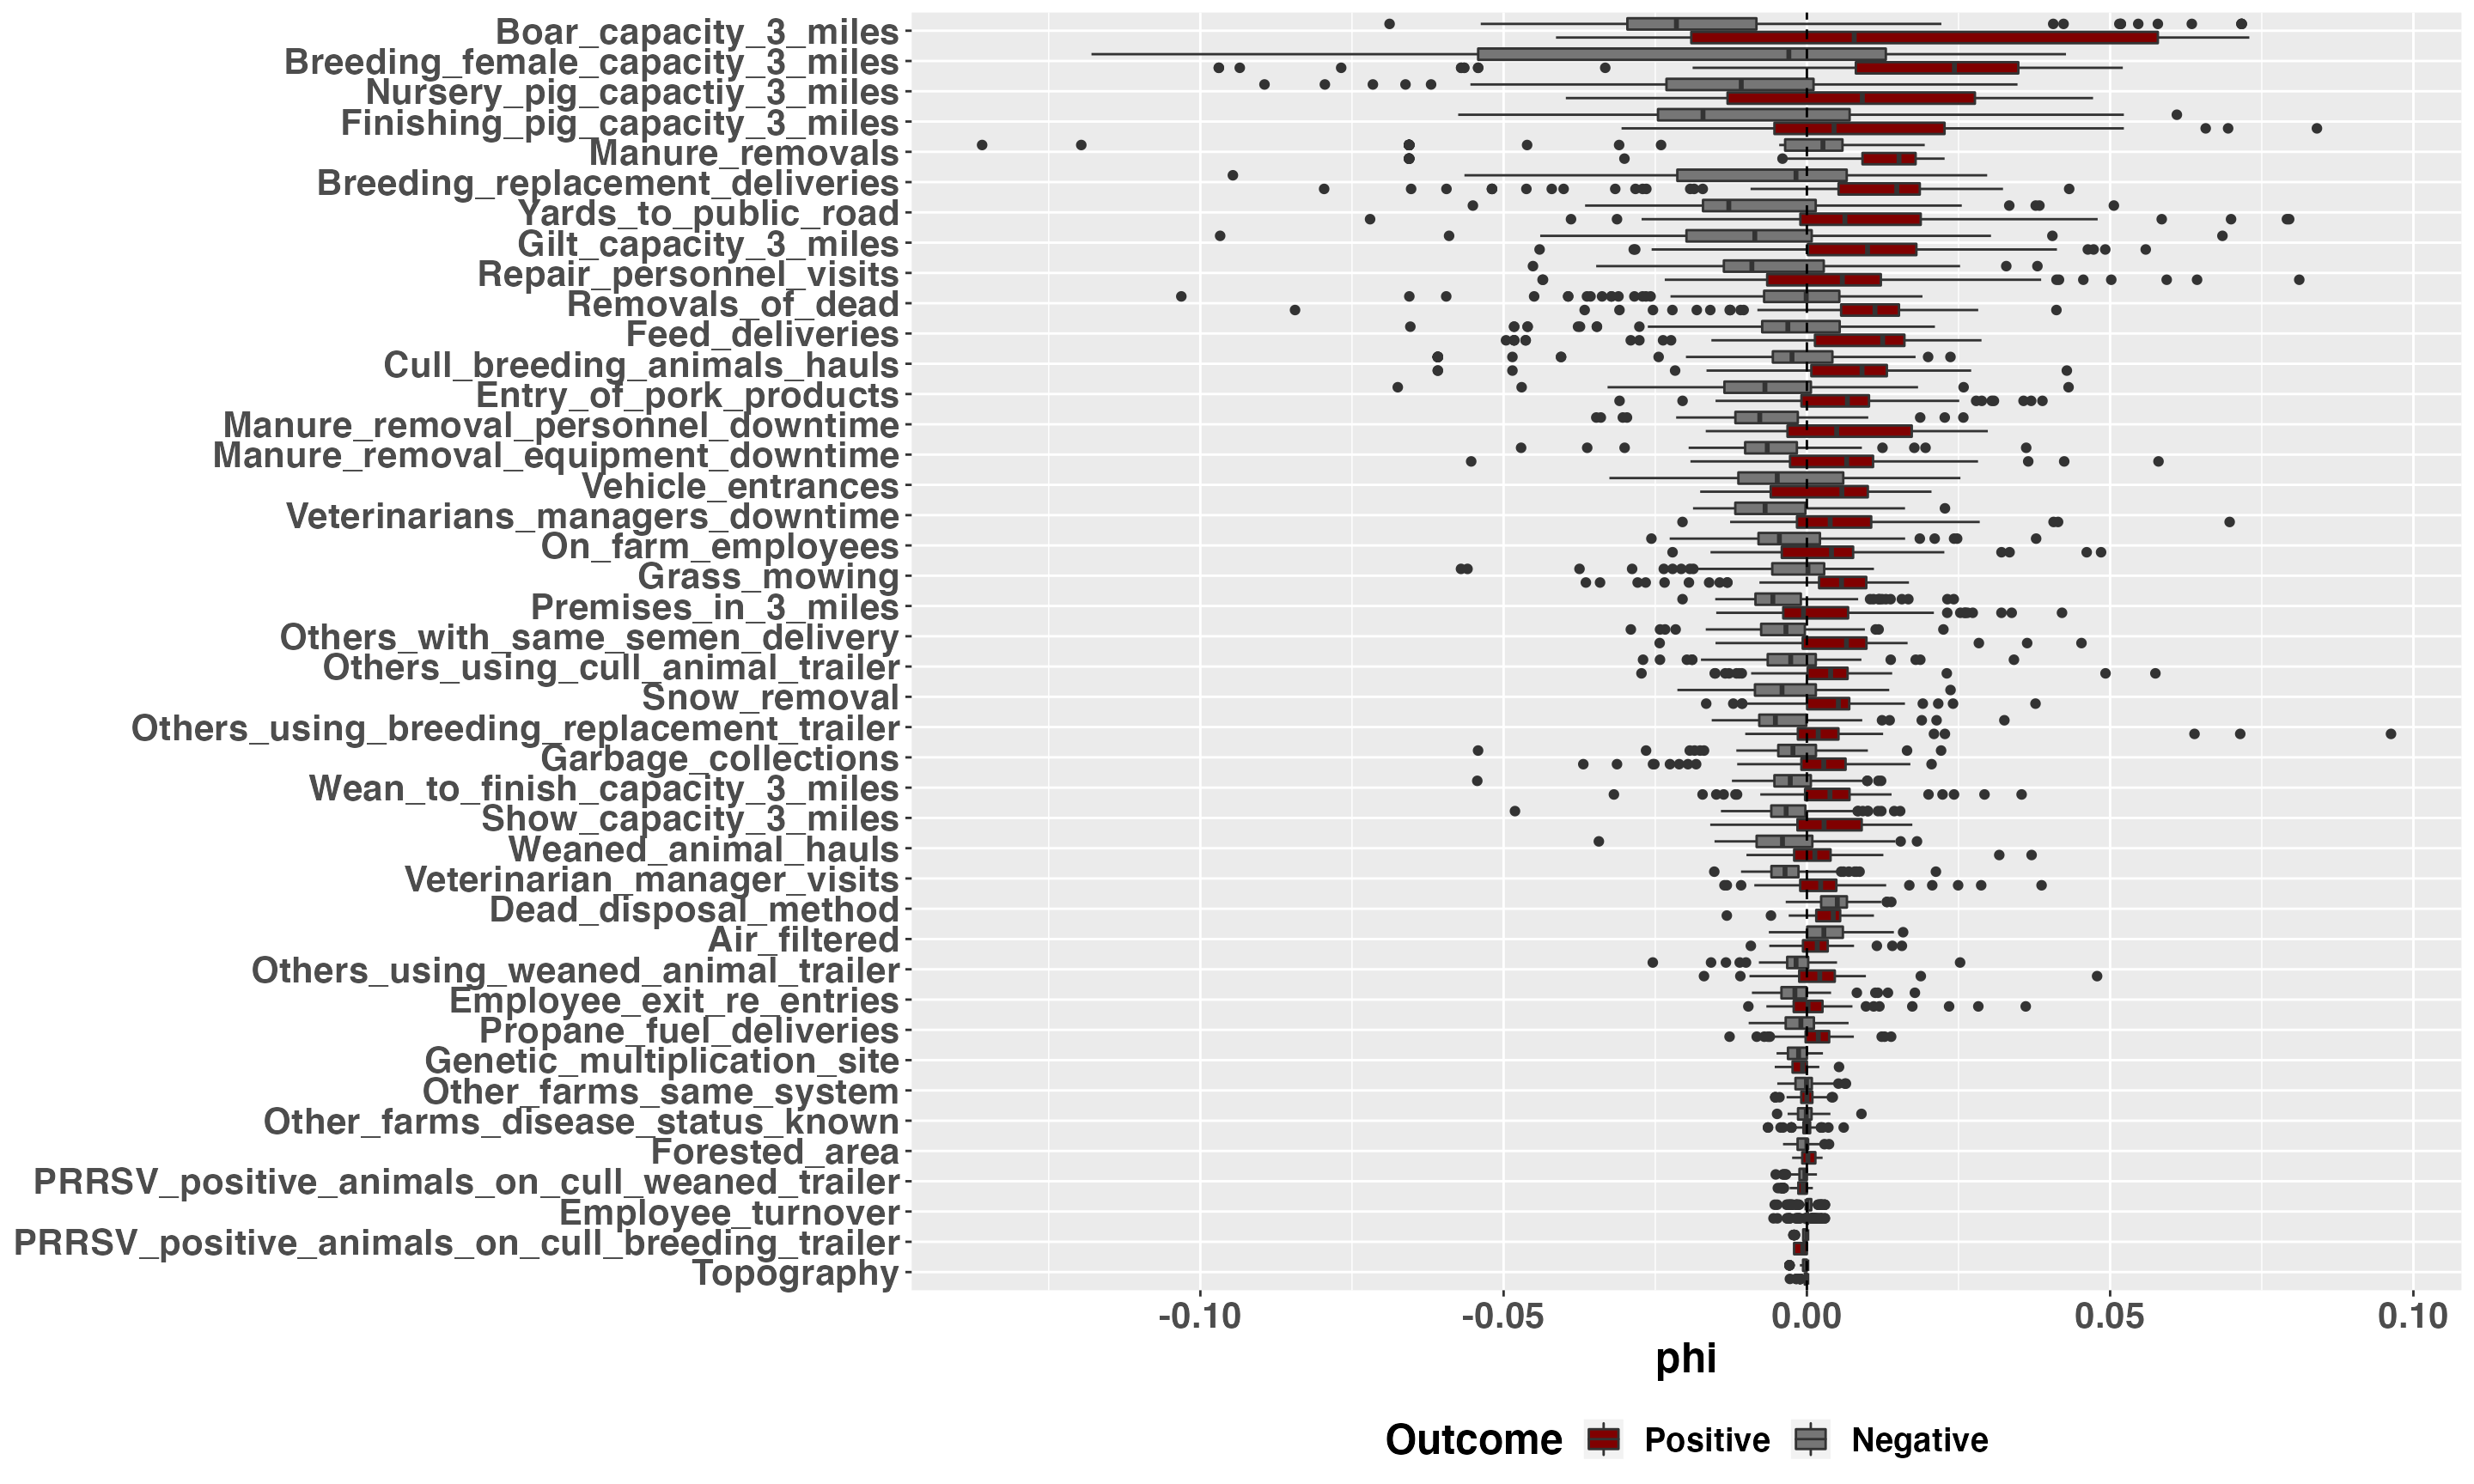 Boar_capacity_3_miles
Breeding_female_capacity_3_miles
Nursery_pig_capactiy_3_miles
Finishing_pig_capacity_3_miles
Manure_removals
Breeding_replacement_deliveries
Yards_to_public_road
Gilt_capacity_3_miles
Repair_personnel_visits
Removals_of_dead
Feed_deliveries
Cull_breeding_animals_hauls
Entry_of_pork_products
Manure_removal_personnel_downtime
Manure_removal_equipment_downtime
Vehicle_entrances
Veterinarians_managers_downtime
On_farm_employees
Grass_mowing
Premises_in_3_miles
Others_with_same_semen_delivery
Others_using_cull_animal_trailer
Snow_removal
Others_using_breeding_replacement_trailer
Garbage_collections
Wean_to_finish_capacity_3_miles
Show_capacity_3_miles
Weaned_animal_hauls
Veterinarian_manager_visits
Dead_disposal_method
Air_filtered
Others_using_weaned_animal_trailer
Employee_exit_re_entries
Propane_fuel_deliveries
Genetic_multiplication_site
Other_farms_same_system
Other_farms_disease_status_known
Forested_area
PRRSV_positive_animals_on_cull_weaned_trailer
Employee_turnover
PRRSV_positive_animals_on_cull_breeding_trailer
Topography
-0.10 -0.05 0.00 0.05 0.10
phi
Outcome Positive Negative